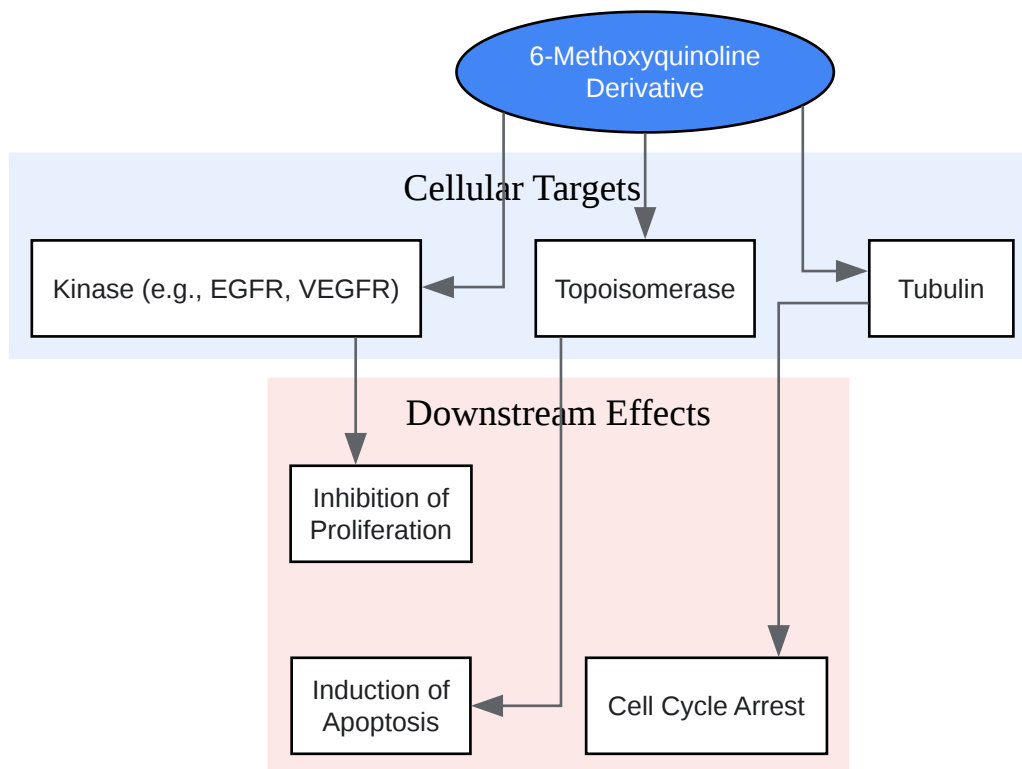 6-Methoxyquinoline
Derivative
Cellular Targets
Kinase (e.g., EGFR, VEGFR)
Topoisomerase
Tubulin
Downstream Effects
Inhibition of
Proliferation
Induction of
Apoptosis
Cell Cycle Arrest